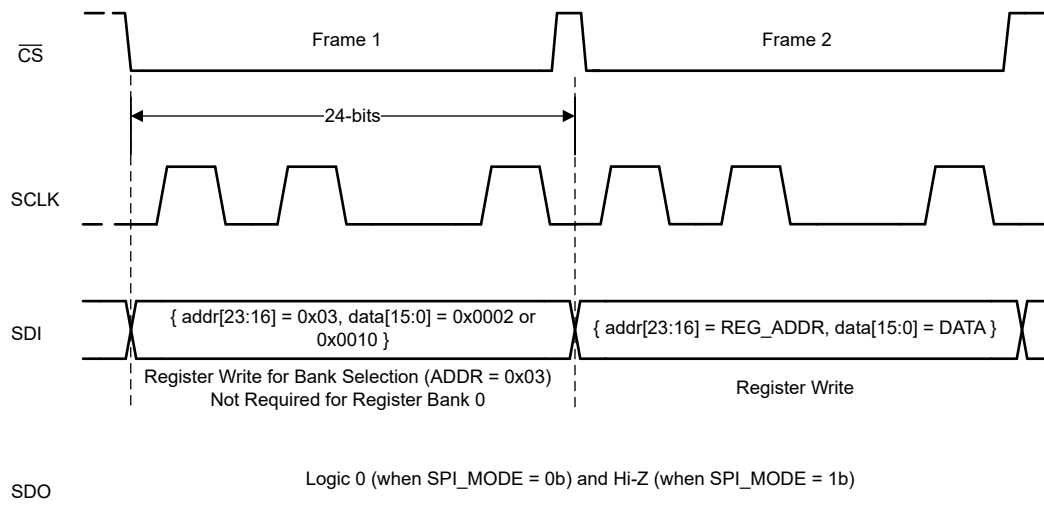 CS
Frame 1
Frame 2
24-bits
SCLK
SDI
{ addr[23:16] = 0x03, data[15:0] = 0x0002 or
0x0010 }
{ addr[23:16] = REG_ADDR, data[15:0] = DATA }
Register Write for Bank Selection (ADDR = 0x03)
Not Required for Register Bank 0
Register Write
SDO
Logic 0 (when SPI_MODE = 0b) and Hi-Z (when SPI_MODE = 1b)